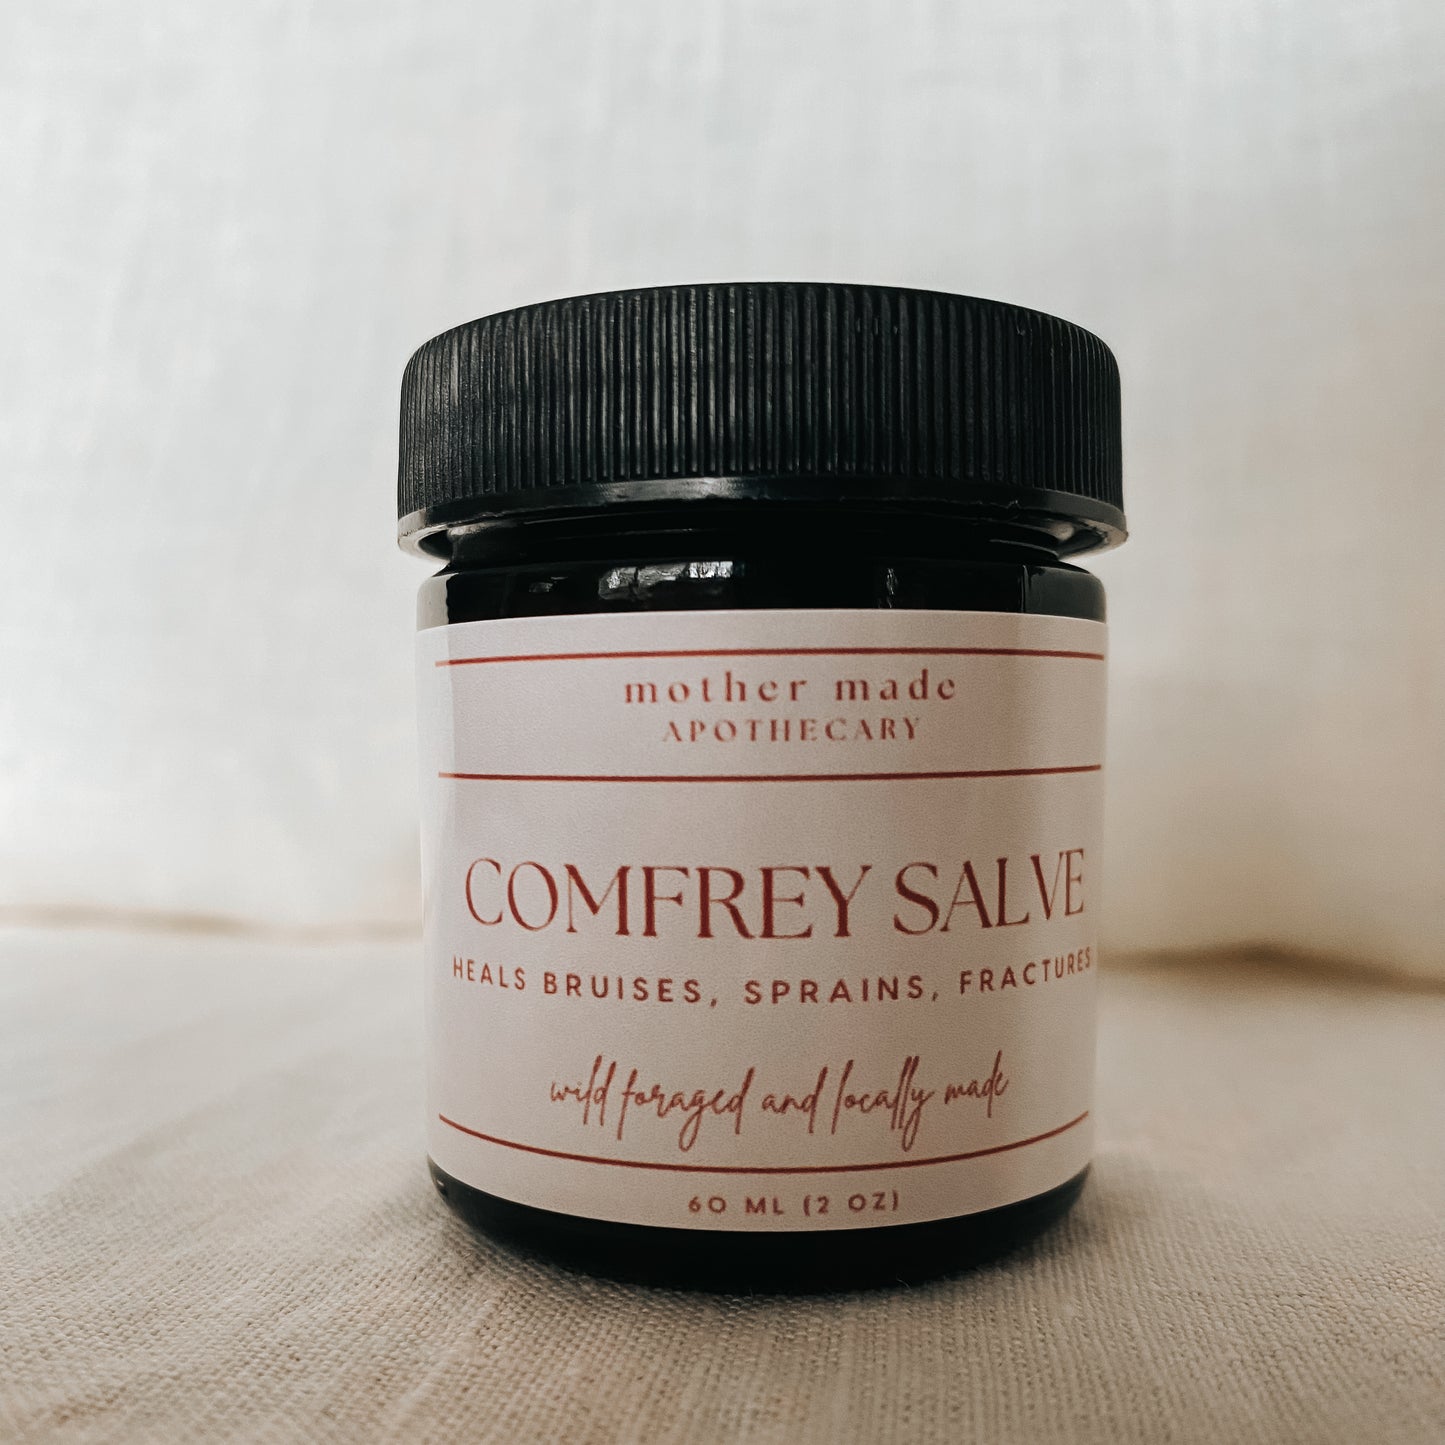 mother made
APOTHECARY
COMFREY SALVE
HEALS BRUISES, SPRAINS, FRACTURES
wild foraged and locally made
60 ML (2 OZ)